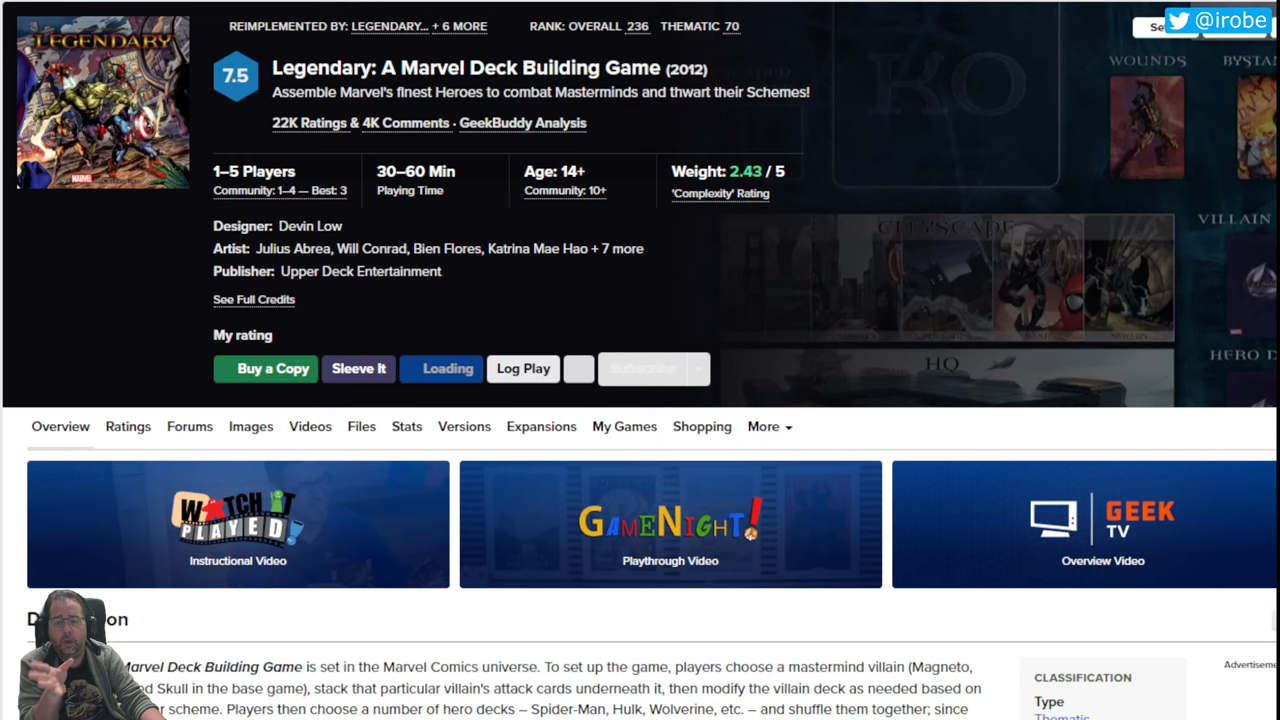 LEGENDARY
MARVEL
REIMPLEMENTED BY: LEGENDARY... + 6 MORE RANK: OVERALL 236 THEMATIC 70
@irobe
7.5
Legendary: A Marvel Deck Building Game (2012)
Assemble Marvel's finest Heroes to combat Masterminds and thwart their Schemes!
22K Ratings & 4K Comments · GeekBuddy Analysis
KO
WOUNDS
1–5 Players 30–60 Min Age: 14+ Weight: 2.43 / 5
Community: 1–4 — Best: 3 Playing Time Community: 10+ 'Complexity' Rating
Designer: Devin Low
Artist: Julius Abrea, Will Conrad, Bien Flores, Katrina Mae Hao + 7 more
Publisher: Upper Deck Entertainment
See Full Credits
CITYSCAPE
VILLAIN
HQ
HERO
My rating
Buy a Copy Sleeve It Loading Log Play Subscribe
Overview Ratings Forums Images Videos Files Stats Versions Expansions My Games Shopping More
WATCH IT
PLAYED
Instructional Video
GAMENIGHT!
Playthrough Video
GEEK
TV
Overview Video
Marvel Deck Building Game is set in the Marvel Comics universe. To set up the game, players choose a mastermind villain (Magneto,
Skull in the base game), stack that particular villain's attack cards underneath it, then modify the villain deck as needed based on
scheme. Players then choose a number of hero decks – Spider-Man, Hulk, Wolverine, etc. – and shuffle them together; since
CLASSIFICATION
Type
Thematic